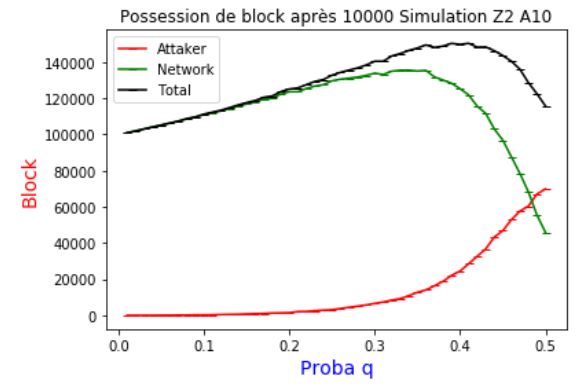 Possession de block après 10000 Simulation Z2 A10
Attaker
Network
Total
Block
140000
120000
100000
80000
60000
40000
20000
0
0.0 0.1 0.2 0.3 0.4 0.5
Proba q